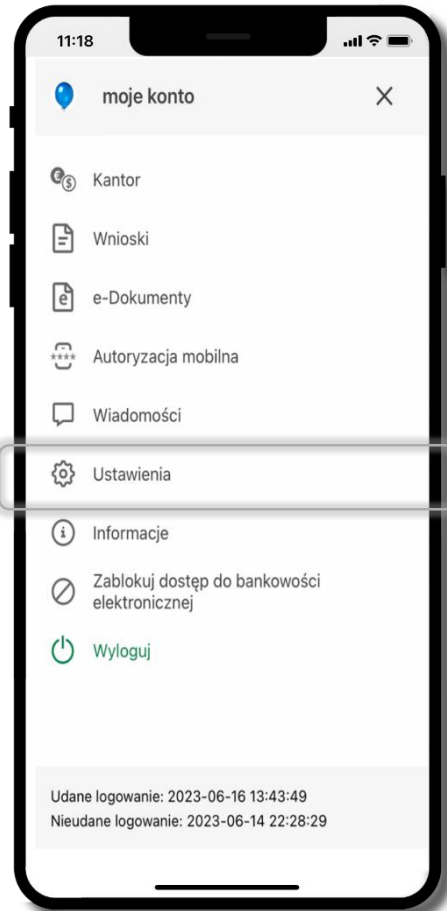 11:18
moje konto
Kantor
Wnioski
e-Dokumenty
Autoryzacja mobilna
Wiadomości
Ustawienia
Informacje
Zablokuj dostęp do bankowości
elektronicznej
Wyloguj
Udane logowanie: 2023-06-16 13:43:49
Nieudane logowanie: 2023-06-14 22:28:29